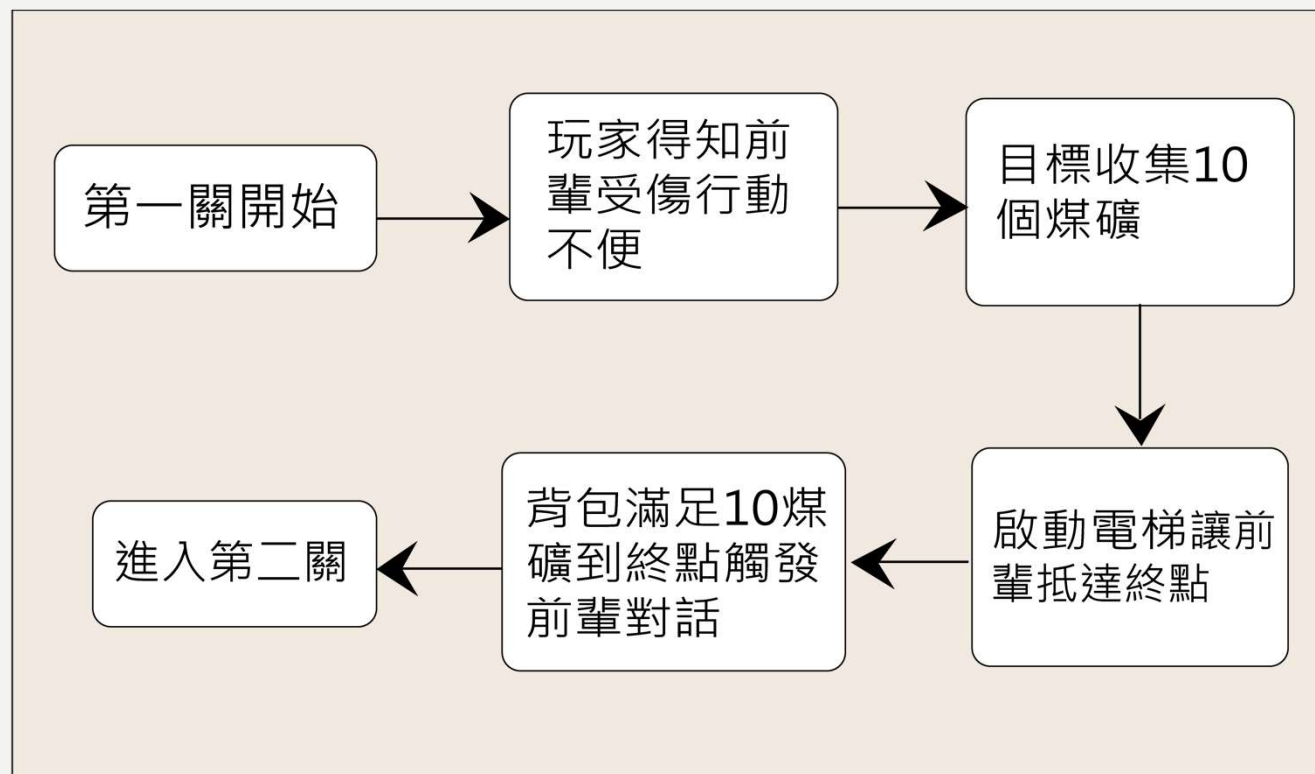 第一關開始
玩家得知前
輩受傷行動
不便
目標收集10
個煤礦
啟動電梯讓前
輩抵達終點
背包滿足10煤
礦到終點觸發
前輩對話
進入第二關